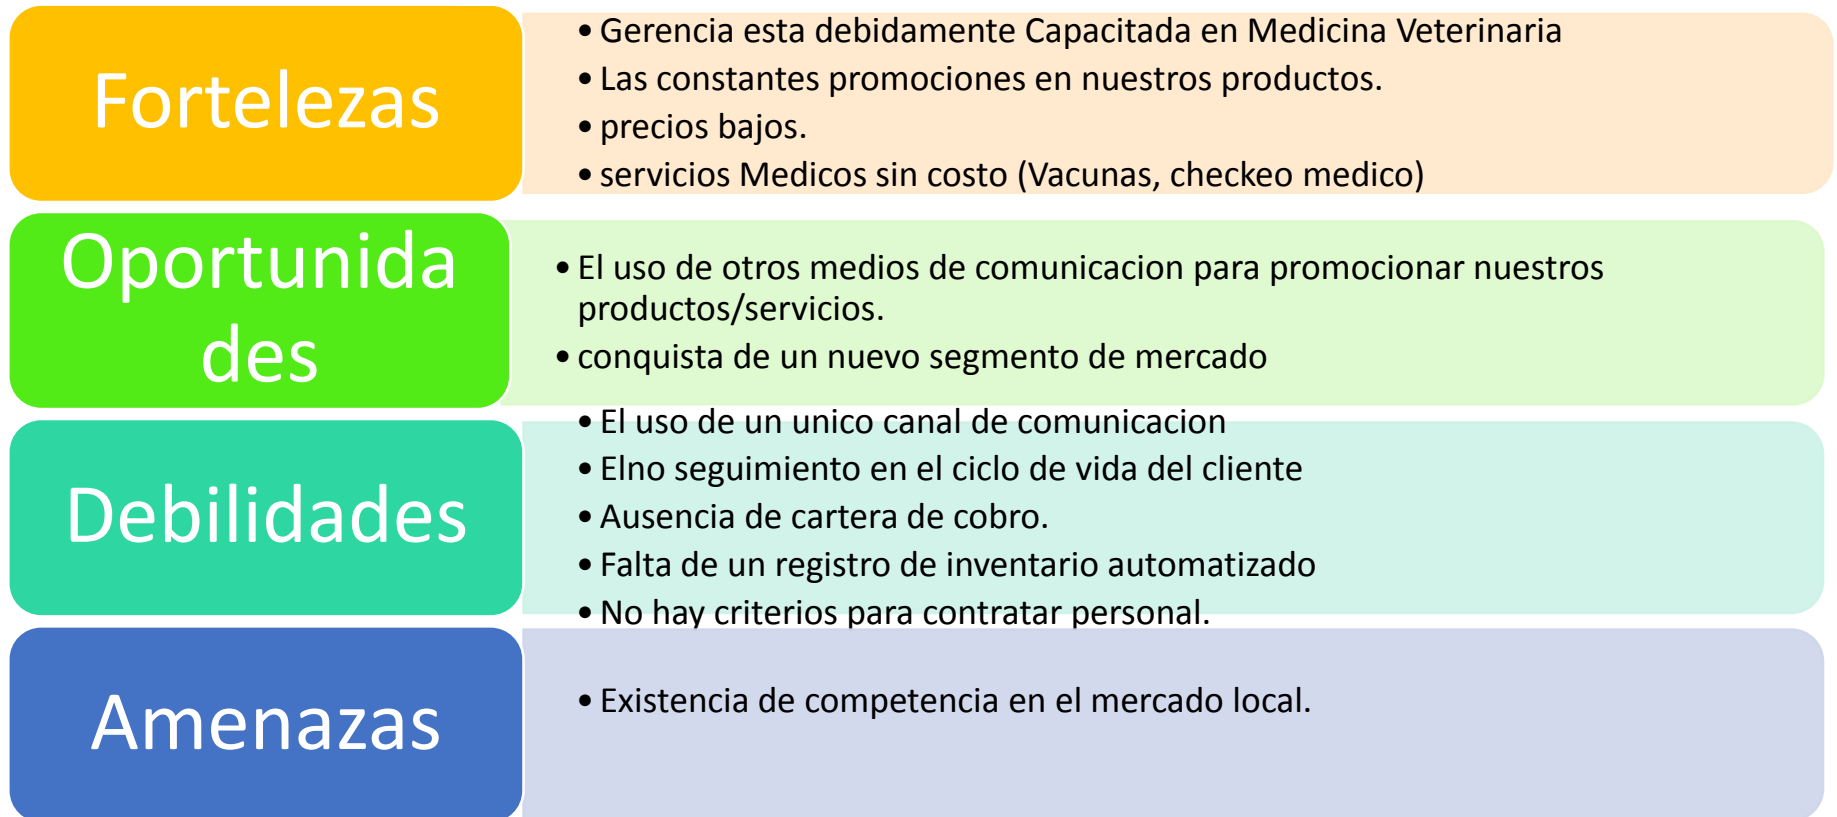 Fortelezas
• Gerencia esta debidamente Capacitada en Medicina Veterinaria
• Las constantes promociones en nuestros productos.
• precios bajos.
• servicios Medicos sin costo (Vacunas, checkeo medico)
Oportunida
des
• El uso de otros medios de comunicacion para promocionar nuestros
productos/servicios.
• conquista de un nuevo segmento de mercado
Debilidades
• El uso de un unico canal de comunicacion
• Elno seguimiento en el ciclo de vida del cliente
• Ausencia de cartera de cobro.
• Falta de un registro de inventario automatizado
• No hay criterios para contratar personal.
Amenazas
• Existencia de competencia en el mercado local.